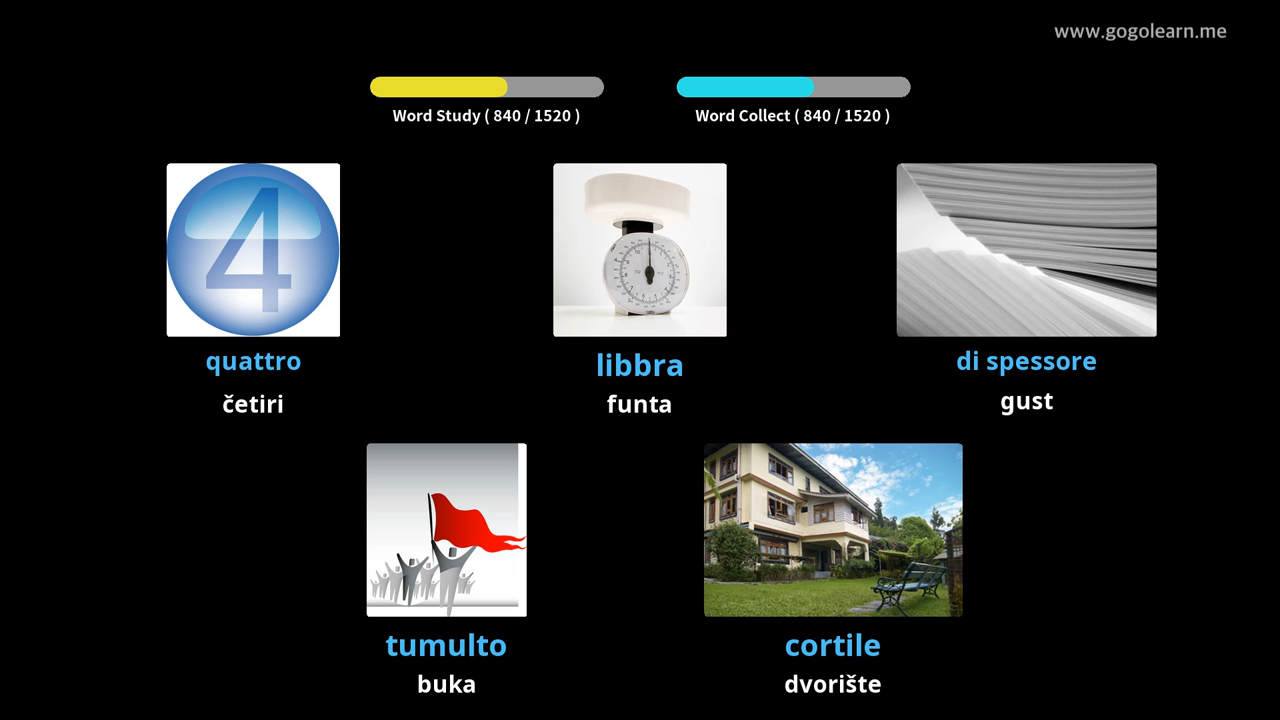 www.gogolearn.me
Word Study ( 840 / 1520 )
Word Collect ( 840 / 1520 )
4
quattro
četiri
libbra
funta
di spessore
gust
tumulto
buka
cortile
dvorište